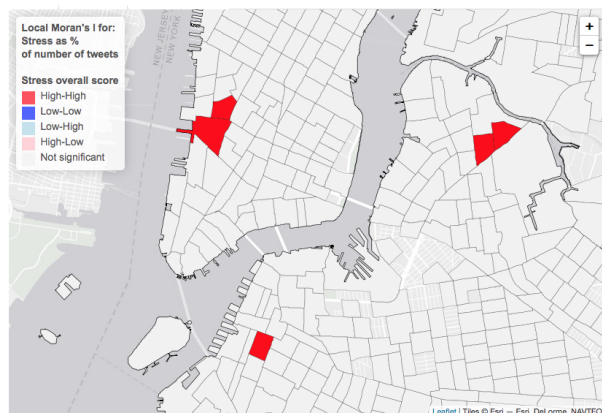 Local Moran's I for:
Stress as %
of number of tweets
Stress overall score
High-High
Low-Low
Low-High
High-Low
Not significant
NEW JERSEY
NEW YORK
+
−
Leaflet | Tiles © Esri — Esri, DeLorme, NAVTEQ